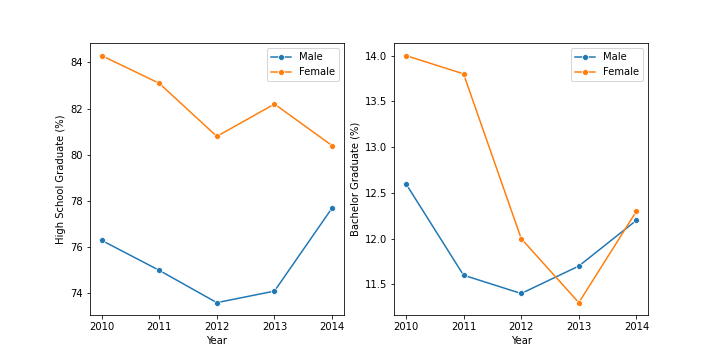 High School Graduate (%)
84
82
80
78
76
74
Male
Female
2010 2011 2012 2013 2014
Year
Bachelor Graduate (%)
14.0
13.5
13.0
12.5
12.0
11.5
Male
Female
2010 2011 2012 2013 2014
Year